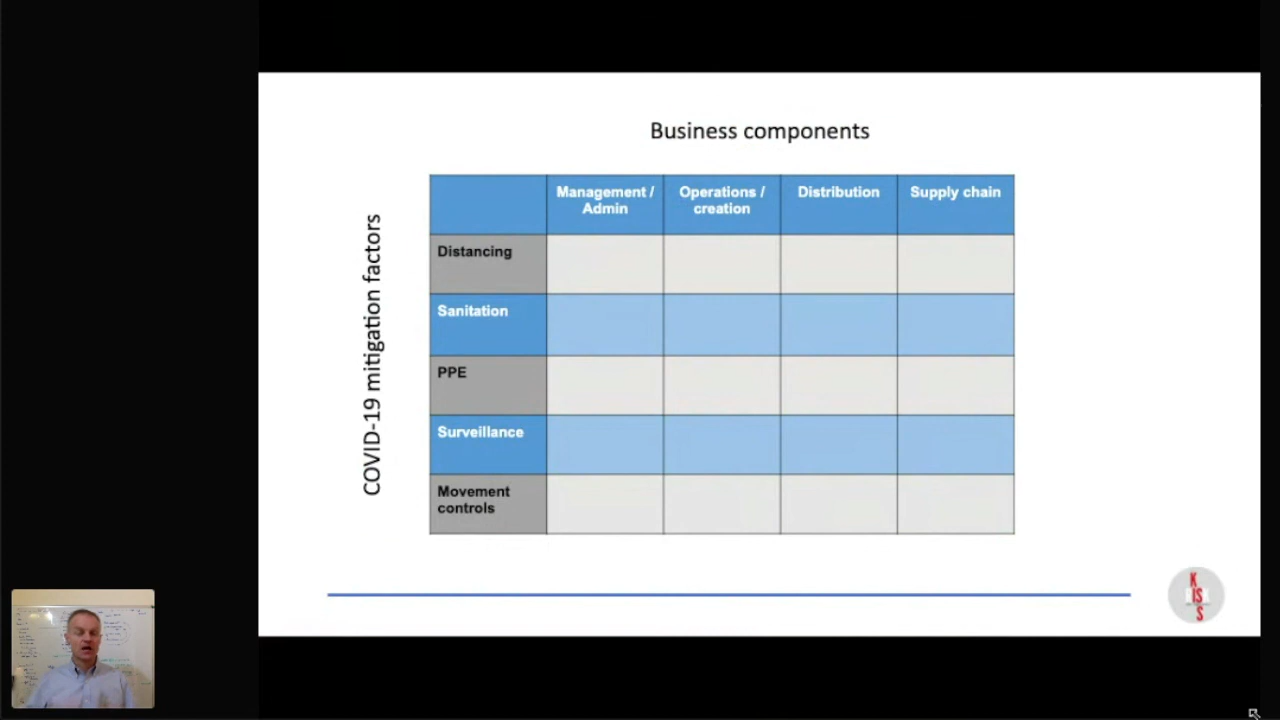 Business components
Management / Operations / Distribution Supply chain
Admin creation
COVID-19 mitigation factors
Distancing
Sanitation
PPE
Surveillance
Movement
controls
K
IS
S